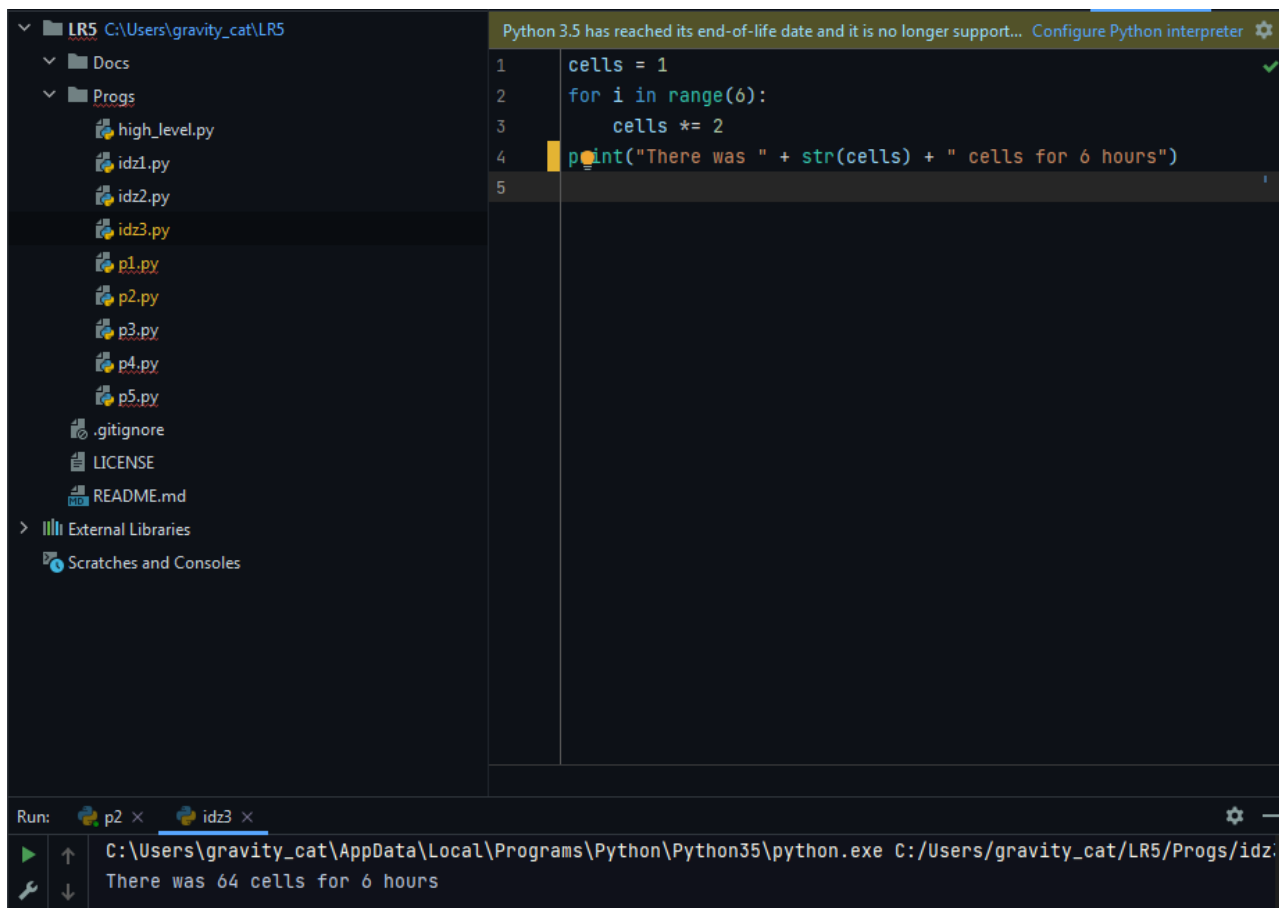 LR5 C:\Users\gravity_cat\LR5
Docs
Progs
high_level.py
idz1.py
idz2.py
idz3.py
p1.py
p2.py
p3.py
p4.py
p5.py
.gitignore
LICENSE
MD README.md
External Libraries
Scratches and Consoles
Python 3.5 has reached its end-of-life date and it is no longer support... Configure Python interpreter
1 cells = 1
2 for i in range(6):
3 cells *= 2
4 print("There was " + str(cells) + " cells for 6 hours")
5
Run: p2 idz3
C:\Users\gravity_cat\AppData\Local\Programs\Python\Python35\python.exe C:/Users/gravity_cat/LR5/Progs/idz3
There was 64 cells for 6 hours